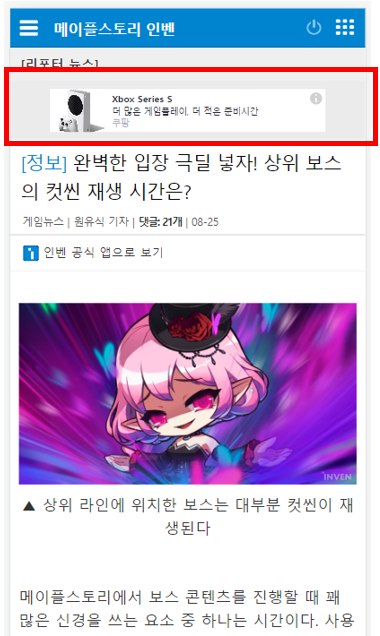 메이플스토리 인벤
[리포터 뉴스]
Xbox Series S
더 많은 게임플레이, 더 적은 준비시간
쿠팡
[정보] 완벽한 입장 극딜 넣자! 상위 보스
의 컷씬 재생 시간은?
게임뉴스 | 원유식 기자 | 댓글: 21개 | 08-25
인벤 공식 앱으로 보기
INVEN
▲ 상위 라인에 위치한 보스는 대부분 컷씬이 재
생된다
메이플스토리에서 보스 콘텐츠를 진행할 때 꽤
많은 신경을 쓰는 요소 중 하나는 시간이다. 사용